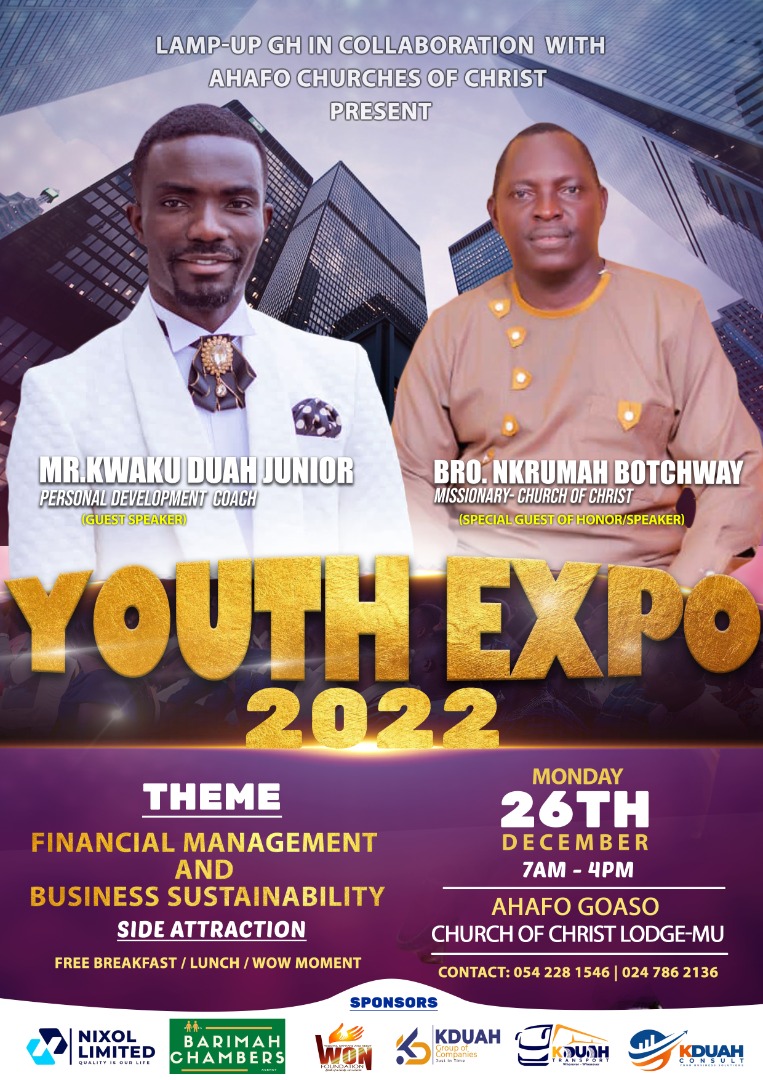 LAMP-UP GH IN COLLABORATION WITH
AHAFO CHURCHES OF CHRIST
PRESENT
MR.KWAKU DUAH JUNIOR
PERSONAL DEVELOPMENT COACH
(GUEST SPEAKER)
BRO. NKRUMAH BOTCHWAY
MISSIONARY- CHURCH OF CHRIST
(SPECIAL GUEST OF HONOR/SPEAKER)
YOUTH EXPO
2022
THEME
FINANCIAL MANAGEMENT
AND
BUSINESS SUSTAINABILITY
SIDE ATTRACTION
FREE BREAKFAST / LUNCH / WOW MOMENT
MONDAY
26TH
DECEMBER
7AM - 4PM
AHAFO GOASO
CHURCH OF CHRIST LODGE-MU
CONTACT: 054 228 1546 | 024 786 2136
SPONSORS
NIXOL
LIMITED
QUALITY IS OUR LIFE
BARIMAH
CHAMBERS
WON
FOUNDATION
KDUAH
Group of
Companies
Just in Time
KDUAH
TRANSPORT
KDUAH
CONSULT